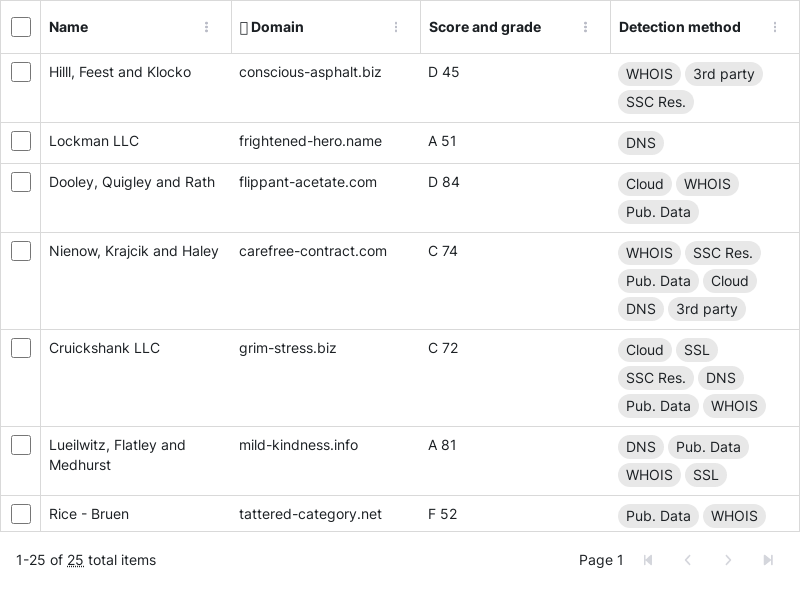 Name Domain Score and grade Detection method
Hilll, Feest and Klocko conscious-asphalt.biz D 45 WHOIS 3rd party
SSC Res.
Lockman LLC frightened-hero.name A 51 DNS
Dooley, Quigley and Rath flippant-acetate.com D 84 Cloud WHOIS
Pub. Data
Nienow, Krajcik and Haley carefree-contract.com C 74 WHOIS SSC Res.
Pub. Data Cloud
DNS 3rd party
Cruickshank LLC grim-stress.biz C 72 Cloud SSL
SSC Res. DNS
Pub. Data WHOIS
Lueilwitz, Flatley and mild-kindness.info A 81 DNS Pub. Data
Medhurst WHOIS SSL
Rice - Bruen tattered-category.net F 52 Pub. Data WHOIS
1-25 of 25 total items Page 1